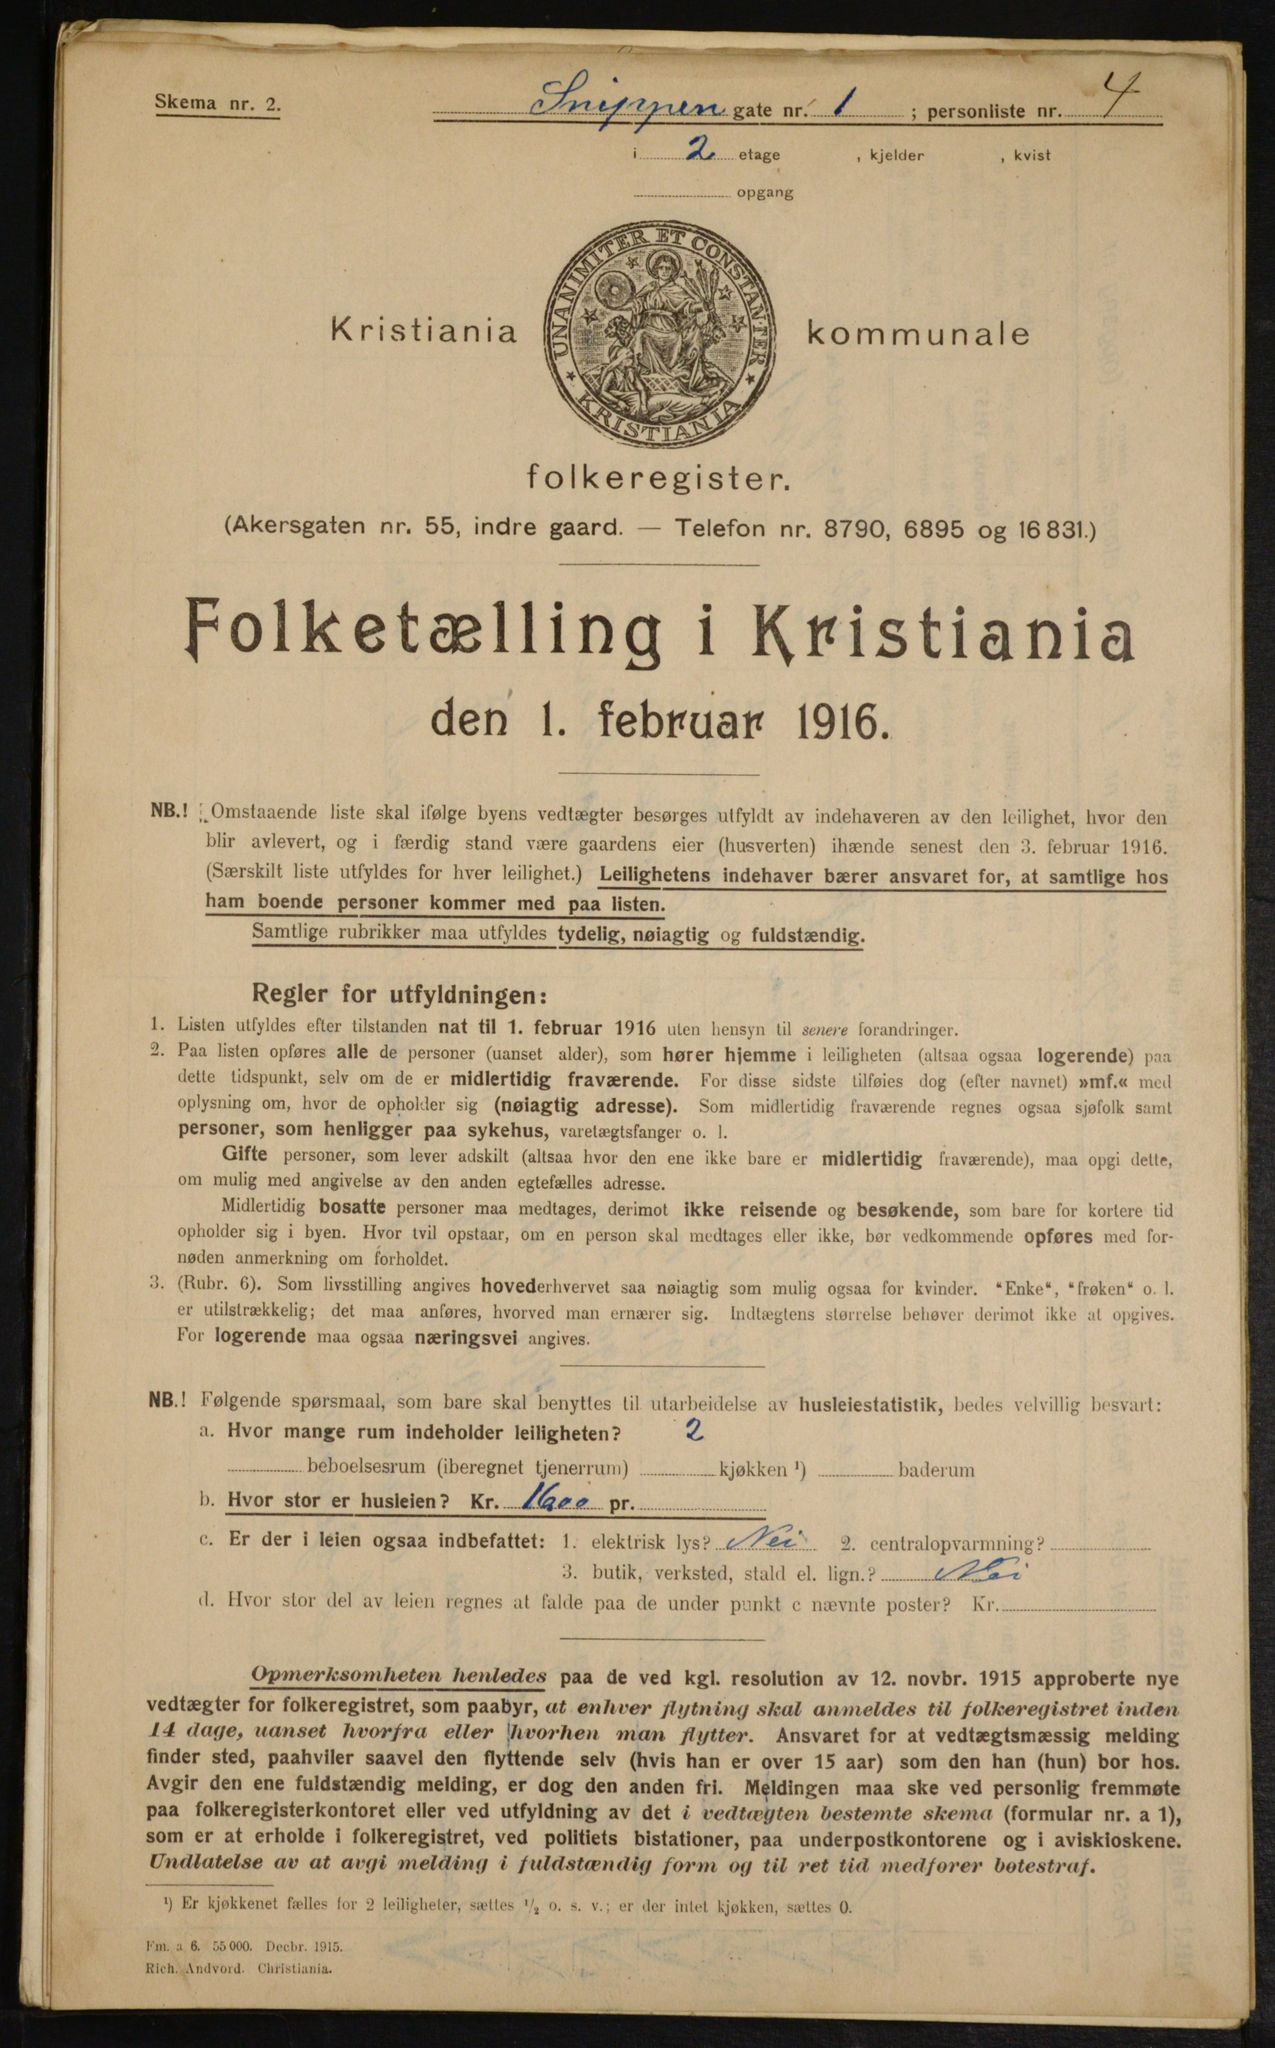 Skema nr. 2.
Snippen gate nr. 1 ; personliste nr. 4
i 2 etage , kjelder , kvist
opgang
UNANIMITER ET CONSTANTER
KRISTIANIA
Kristiania kommunale
folkeregister.
(Akersgaten nr. 55, indre gaard. — Telefon nr. 8790, 6895 og 16 831.)
Folketælling i Kristiania
den 1. februar 1916.
NB.! Omstaaende liste skal ifølge byens vedtægter besørges utfyldt av indehaveren av den leilighet, hvor den
blir avlevert, og i færdig stand være gaardens eier (husverten) ihænde senest den 3. februar 1916.
(Særskilt liste utfyldes for hver leilighet.) Leilighetens indehaver bærer ansvaret for, at samtlige hos
ham boende personer kommer med paa listen.
Samtlige rubrikker maa utfyldes tydelig, nøiagtig og fuldstændig.
Regler for utfyldningen:
1. Listen utfyldes efter tilstanden nat til 1. februar 1916 uten hensyn til senere forandringer.
2. Paa listen opføres alle de personer (uanset alder), som hører hjemme i leiligheten (altsaa ogsaa logerende) paa
dette tidspunkt, selv om de er midlertidig fraværende. For disse sidste tilføies dog (efter navnet) »mf.« med
oplysning om, hvor de opholder sig (nøiagtig adresse). Som midlertidig fraværende regnes ogsaa sjøfolk samt
personer, som henligger paa sykehus, varetægtsfanger o. l.
Gifte personer, som lever adskilt (altsaa hvor den ene ikke bare er midlertidig fraværende), maa opgi dette,
om mulig med angivelse av den anden egtefælles adresse.
Midlertidig bosatte personer maa medtages, derimot ikke reisende og besøkende, som bare for kortere tid
opholder sig i byen. Hvor tvil opstaar, om en person skal medtages eller ikke, bør vedkommende opføres med for-
nøden anmerkning om forholdet.
3. (Rubr. 6). Som livsstilling angives hovederhvervet saa nøiagtig som mulig ogsaa for kvinder. "Enke", "frøken" o. l.
er utilstrækkelig; det maa anføres, hvorved man ernærer sig. Indtægtens størrelse behøver derimot ikke at opgives.
For logerende maa ogsaa næringsvei angives.
NB.! Følgende spørsmaal, som bare skal benyttes til utarbeidelse av husleiestatistik, bedes velvillig besvart:
a. Hvor mange rum indeholder leiligheten? 2
beboelsesrum (iberegnet tjenerrum) kjøkken ¹) baderum
b. Hvor stor er husleien? Kr. 1600 pr.
c. Er der i leien ogsaa indbefattet: 1. elektrisk lys? Nei 2. centralopvarmning?
3. butik, verksted, stald el. lign.? Nei
d. Hvor stor del av leien regnes at falde paa de under punkt c nævnte poster? Kr.
Opmerksomheten henledes paa de ved kgl. resolution av 12. novbr. 1915 approberte nye
vedtægter for folkeregistret, som paabyr, at enhver flytning skal anmeldes til folkeregistret inden
14 dage, uanset hvorfra eller hvorhen man flytter. Ansvaret for at vedtægtsmæssig melding
finder sted, paahviler saavel den flyttende selv (hvis han er over 15 aar) som den han (hun) bor hos.
Avgir den ene fuldstændig melding, er dog den anden fri. Meldingen maa ske ved personlig fremmøte
paa folkeregisterkontoret eller ved utfyldning av det i vedtægten bestemte skema (formular nr. a 1),
som er at erholde i folkeregistret, ved politiets bistationer, paa underpostkontorene og i aviskioskene.
Undlatelse av at avgi melding i fuldstændig form og til ret tid medfører bøtestraf.
¹) Er kjøkkenet fælles for 2 leiligheter, sættes ½ o. s. v.; er der intet kjøkken, sættes 0.
Fm. a 6. 55 000. Decbr. 1915.
Rich. Andvord. Christiania.